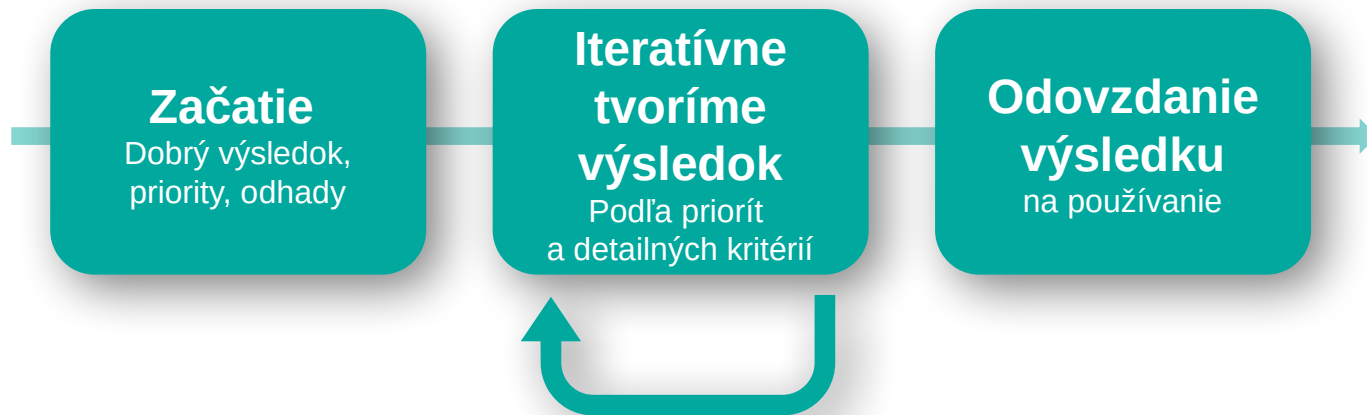 Začatie
Dobrý výsledok,
priority, odhady
Iteratívne
tvoríme
výsledok
Podľa priorít
a detailných kritérií
Odovzdanie
výsledku
na používanie